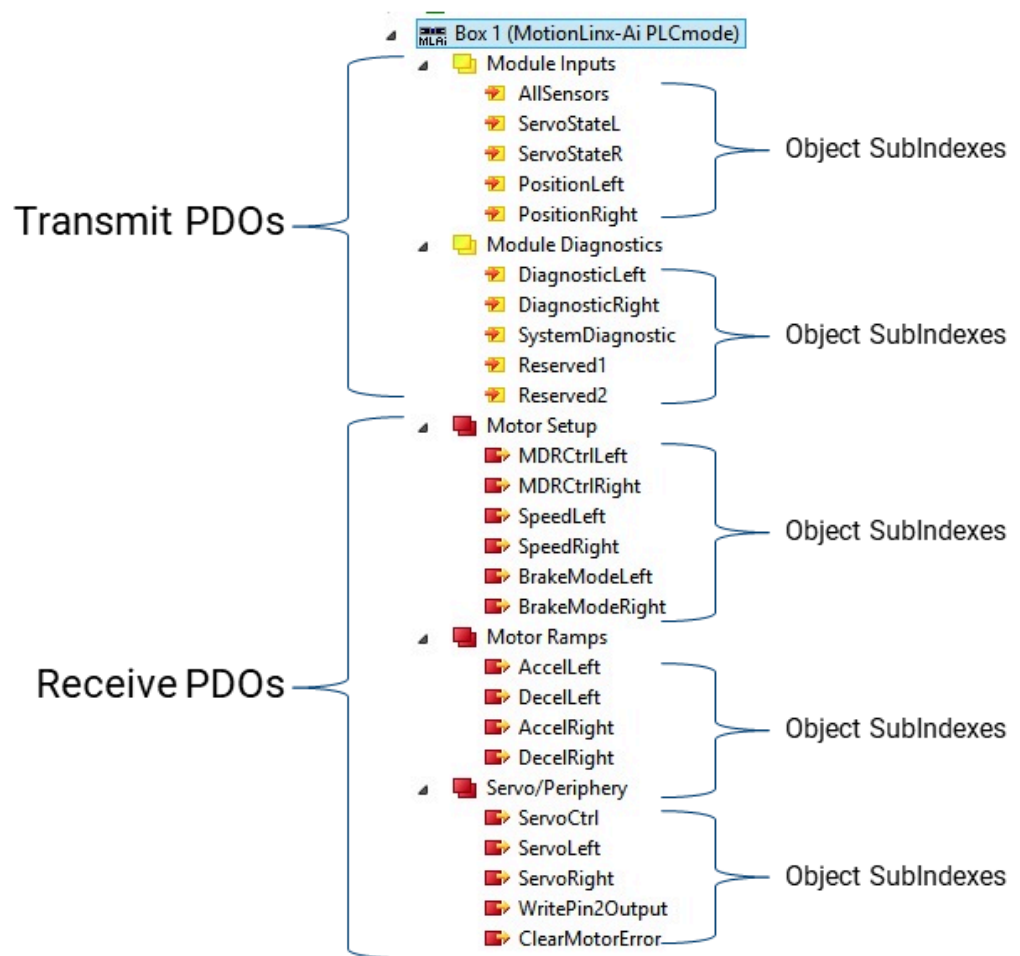 MLAi Box 1 (MotionLinx-Ai PLCmode)
Module Inputs
AllSensors
ServoStateL
ServoStateR
PositionLeft
PositionRight
Object SubIndexes
Transmit PDOs
Module Diagnostics
DiagnosticLeft
DiagnosticRight
SystemDiagnostic
Reserved1
Reserved2
Object SubIndexes
Motor Setup
MDRCtrlLeft
MDRCtrlRight
SpeedLeft
SpeedRight
BrakeModeLeft
BrakeModeRight
Object SubIndexes
Receive PDOs
Motor Ramps
AccelLeft
DecelLeft
AccelRight
DecelRight
Object SubIndexes
Servo/Periphery
ServoCtrl
ServoLeft
ServoRight
WritePin2Output
ClearMotorError
Object SubIndexes